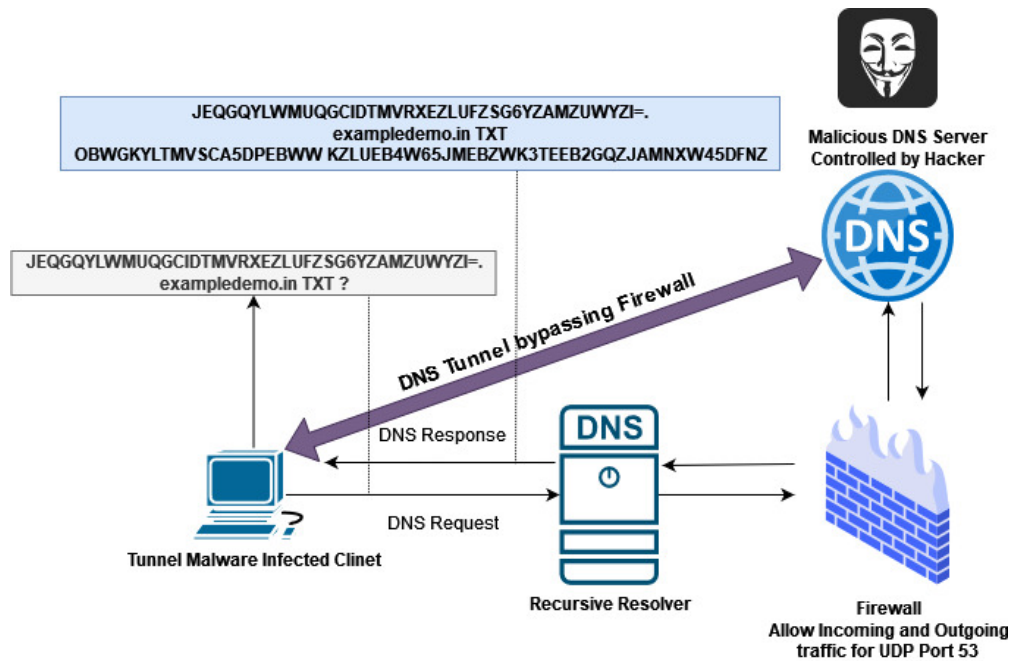 JEQGQYLWMUQGCIDTMVRXEZLUFZSG6YZAMZUWYZI=.
exampledemo.in TXT
OBWGKYLTMVSCA5DPEBWW KZLUEB4W65JMEBZWK3TEEB2GQZJAMNXW45DFNZ
Malicious DNS Server
Controlled by Hacker
DNS
JEQGQYLWMUQGCIDTMVRXEZLUFZSG6YZAMZUWYZI=.
exampledemo.in TXT ?
DNS Tunnel bypassing Firewall
DNS Response
DNS
DNS Request
Tunnel Malware Infected Clinet
Recursive Resolver
Firewall
Allow Incoming and Outgoing
traffic for UDP Port 53